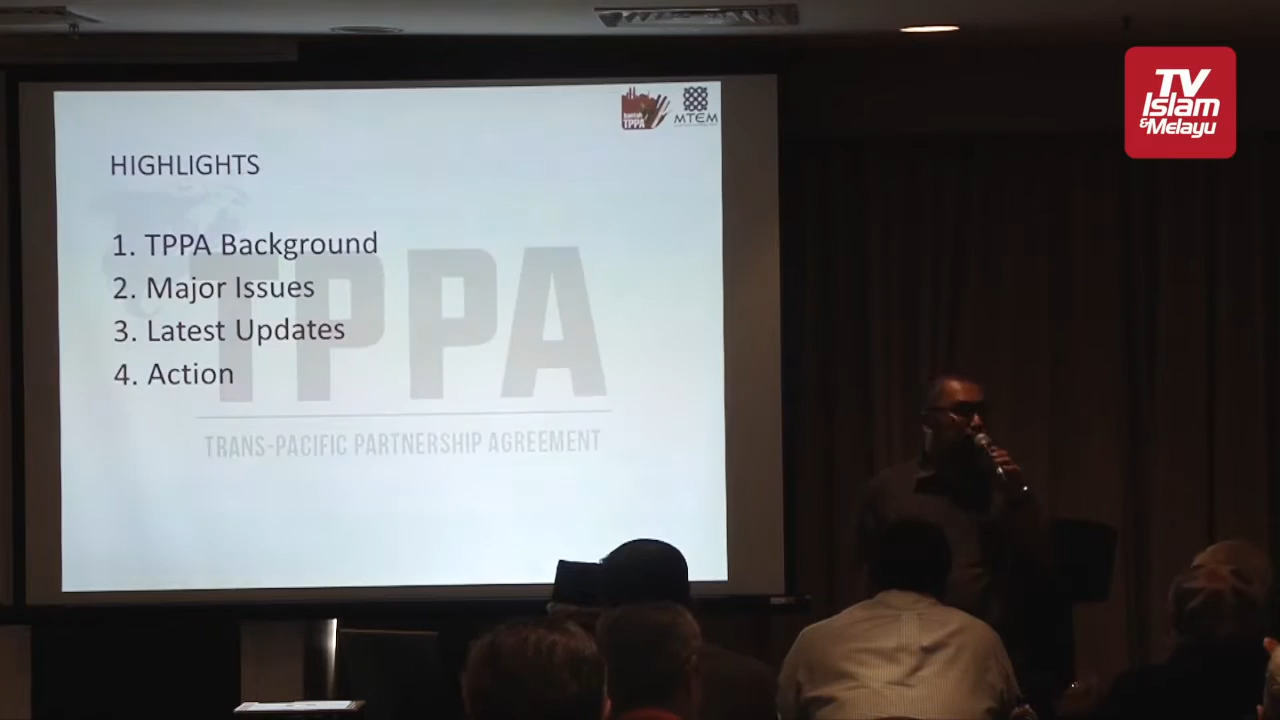 bantah
TPPA
MTEM
TV
Islam
&Melayu
HIGHLIGHTS
1. TPPA Background
2. Major Issues
3. Latest Updates
4. Action
TPPA
TRANS-PACIFIC PARTNERSHIP AGREEMENT